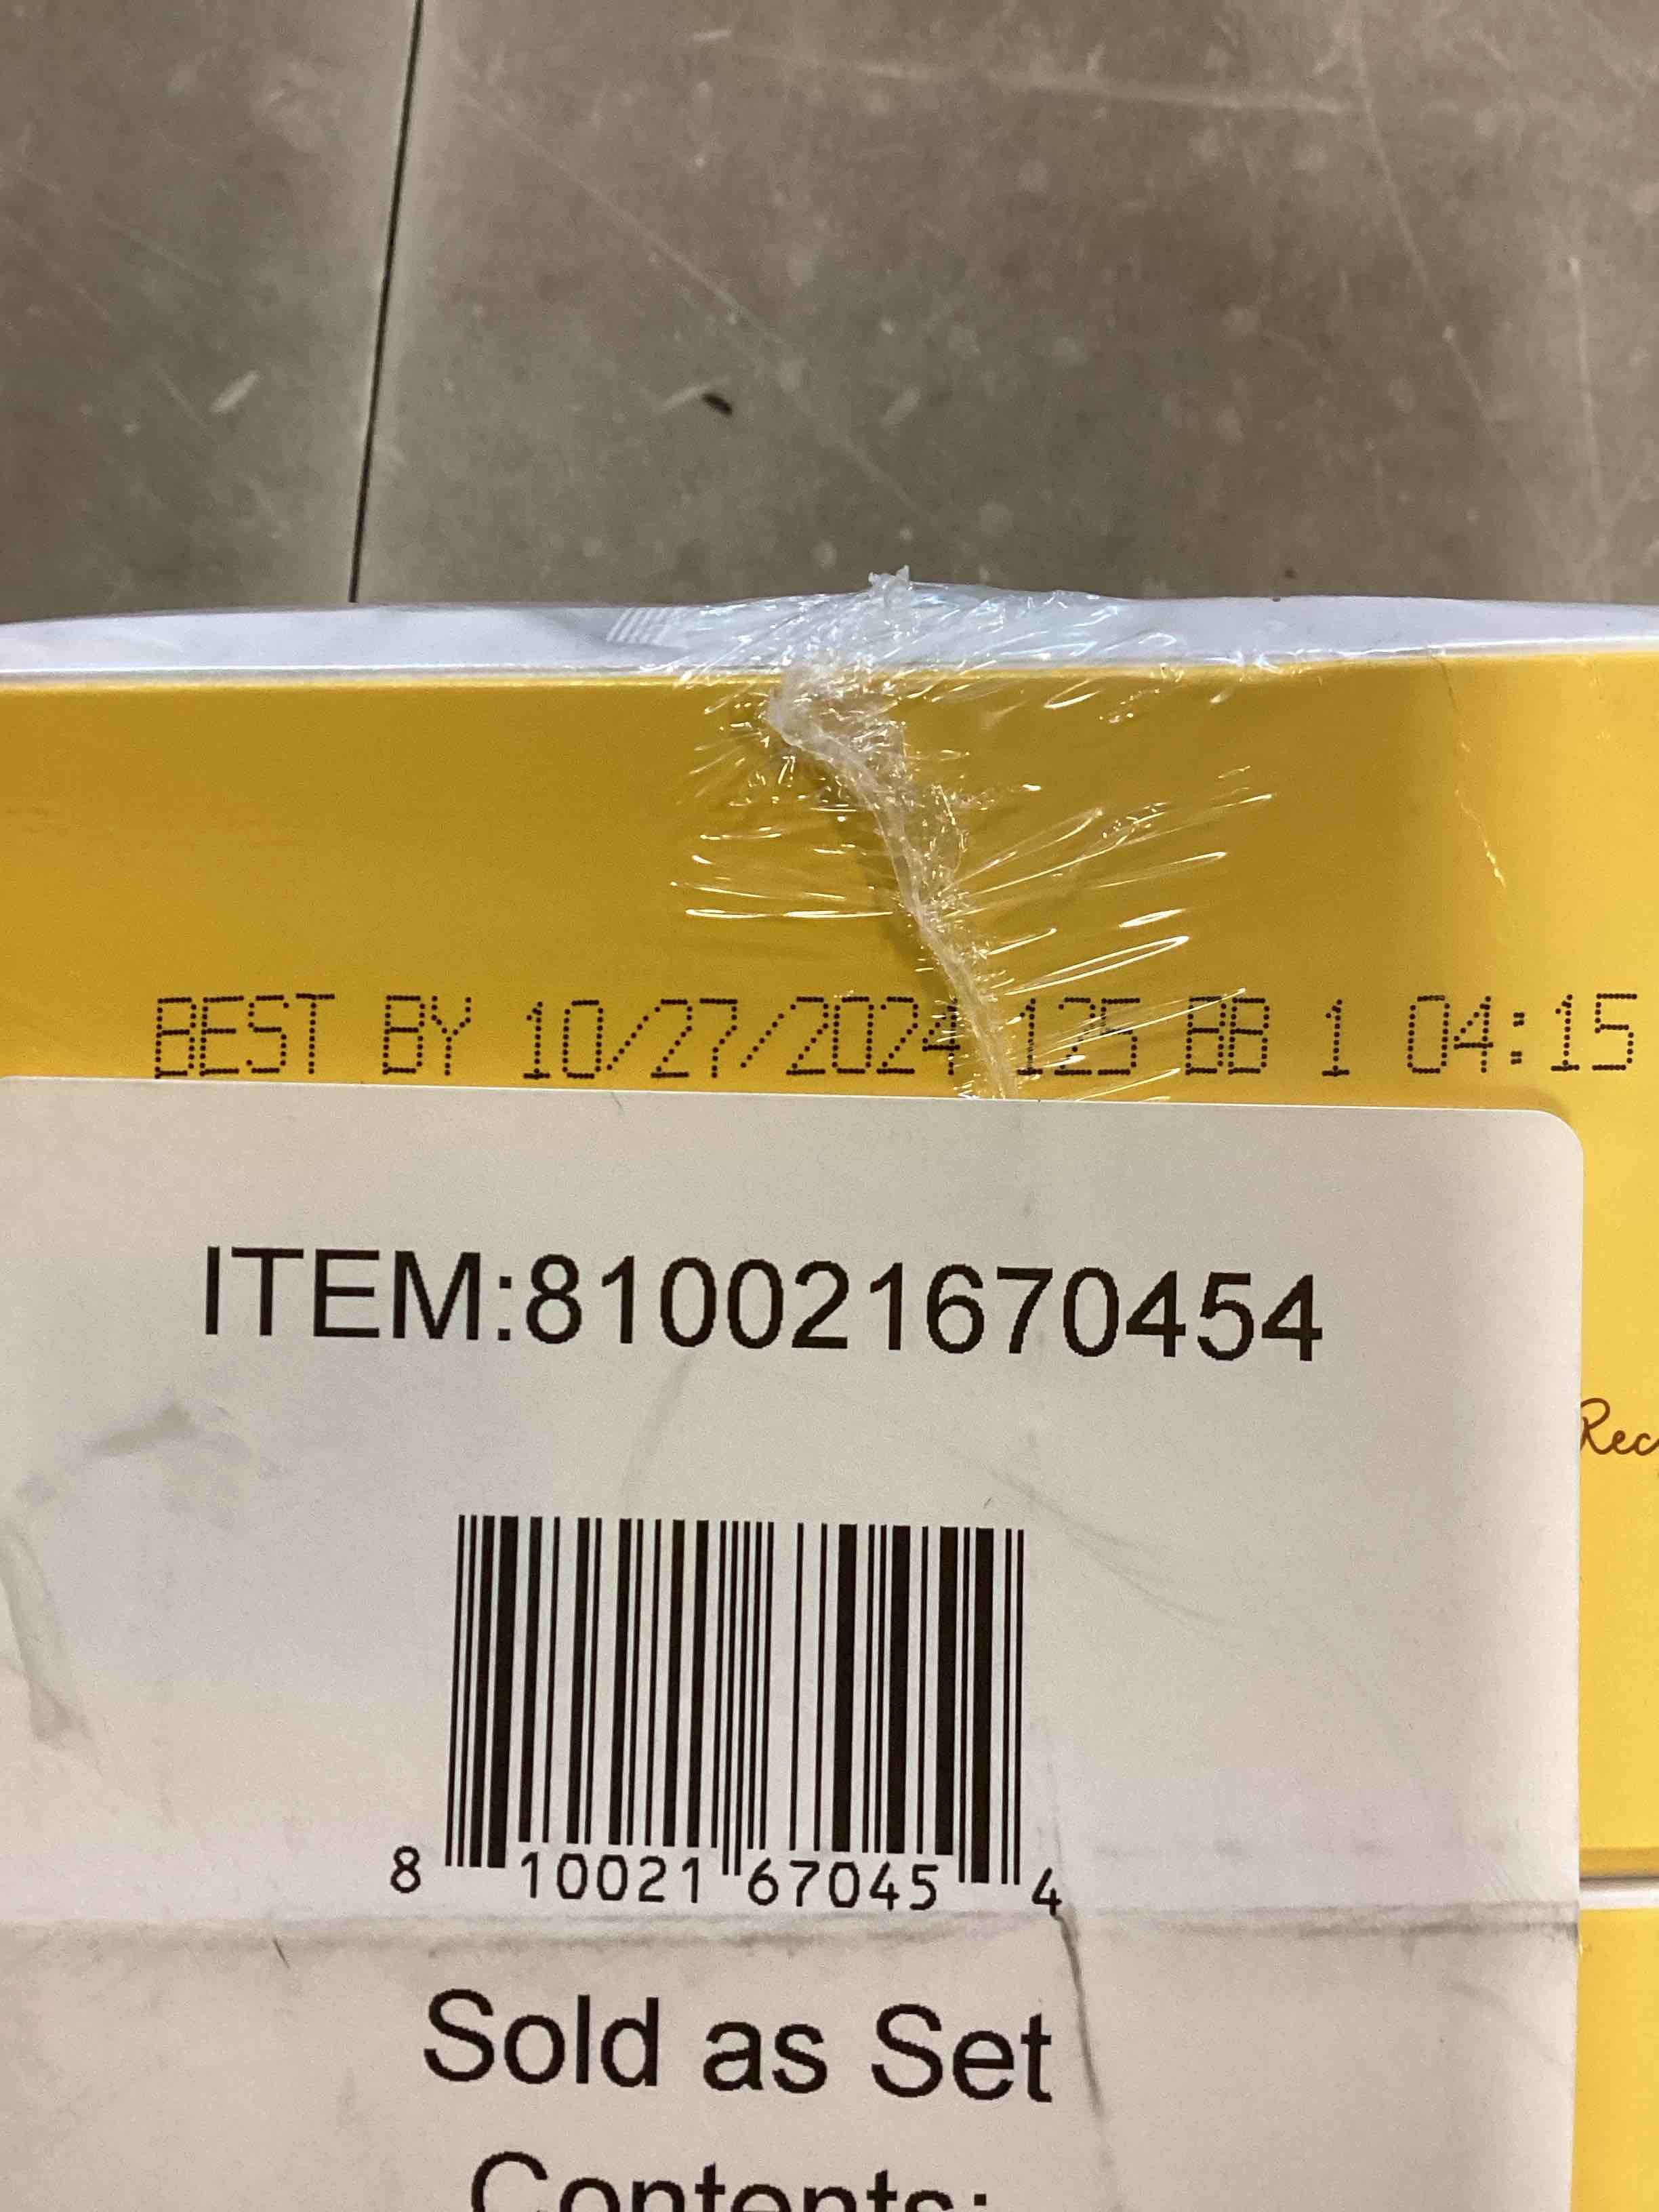 BEST BY 10/27/2024 125 BB 1 04:15
ITEM:810021670454
8 10021 67045 4
Sold as Set
Contents: